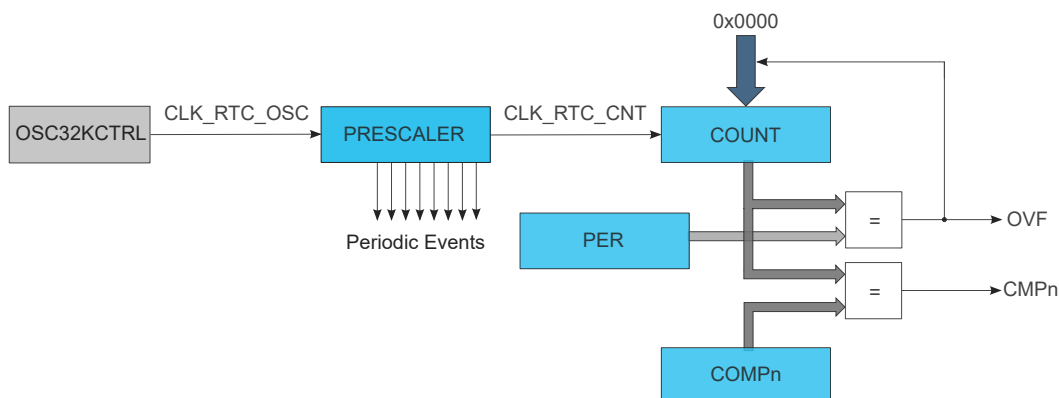 0x0000
CLK_RTC_OSC
CLK_RTC_CNT
OSC32KCTRL
PRESCALER
COUNT
Periodic Events
PER
=
OVF
=
CMPn
COMPn